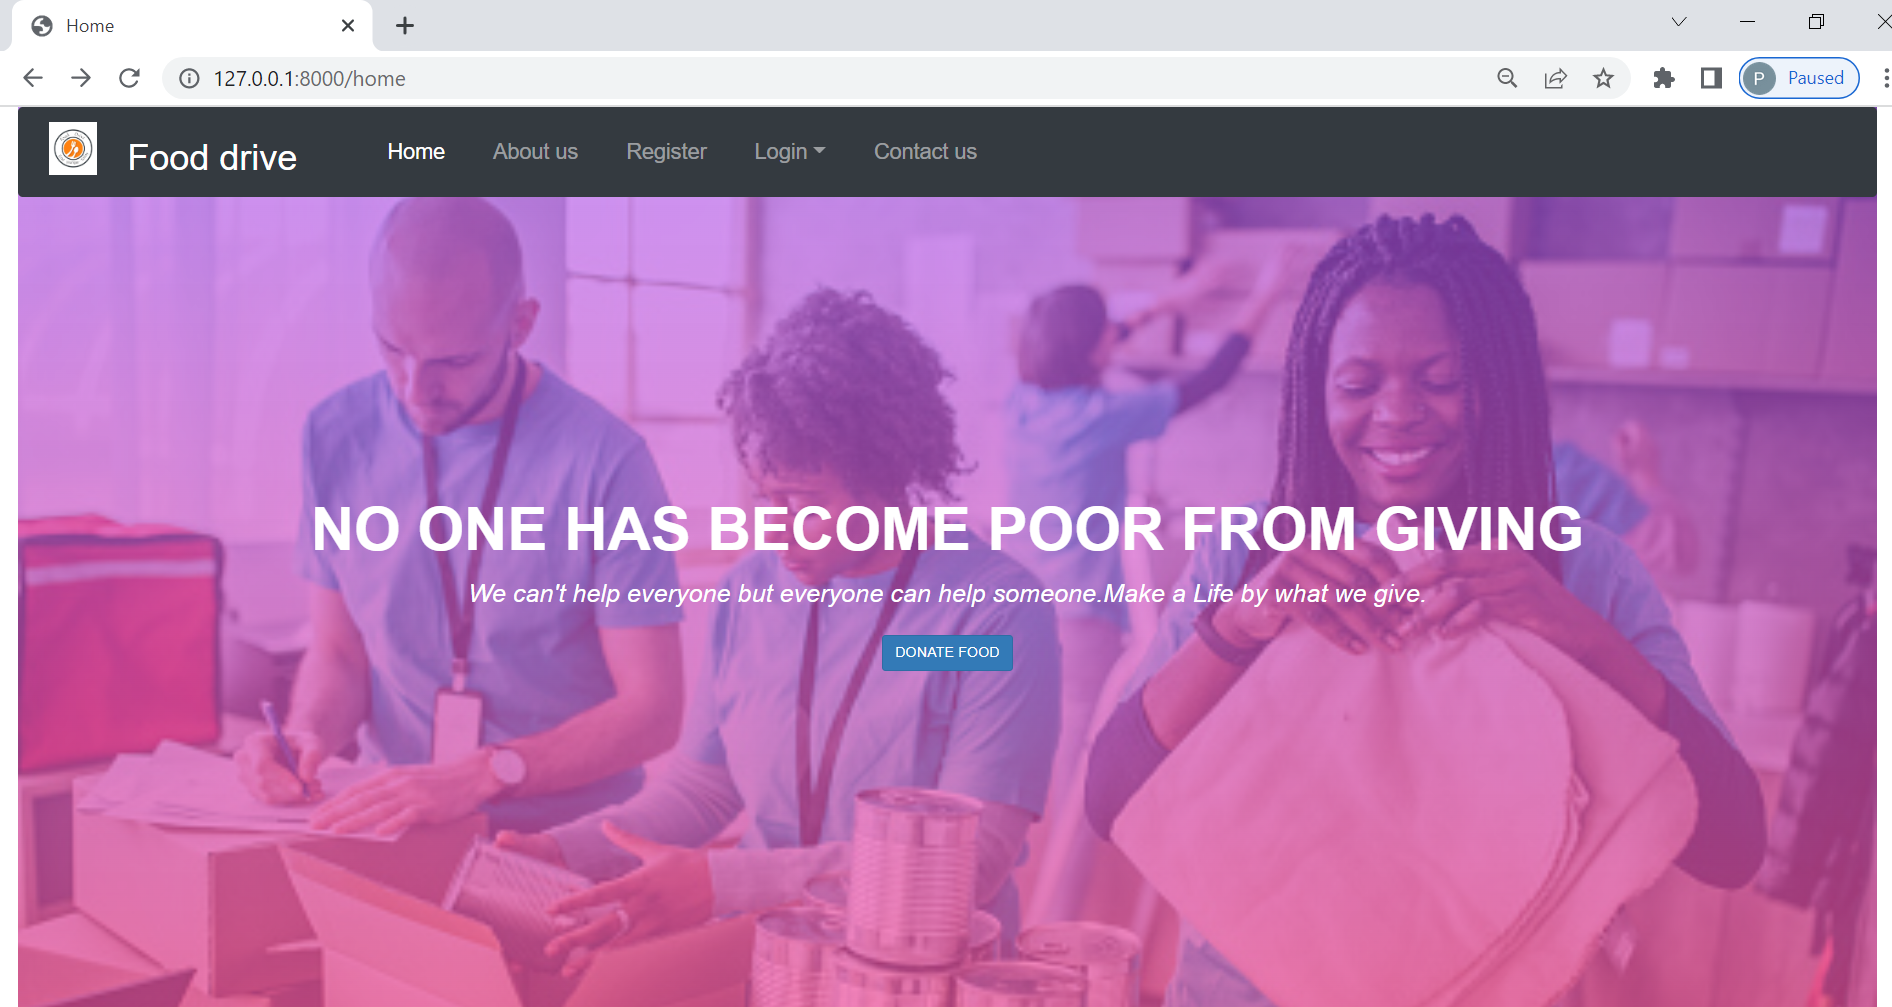 Home
127.0.0.1:8000/home
P Paused
Food drive Home About us Register Login Contact us
NO ONE HAS BECOME POOR FROM GIVING
We can't help everyone but everyone can help someone.Make a Life by what we give.
DONATE FOOD